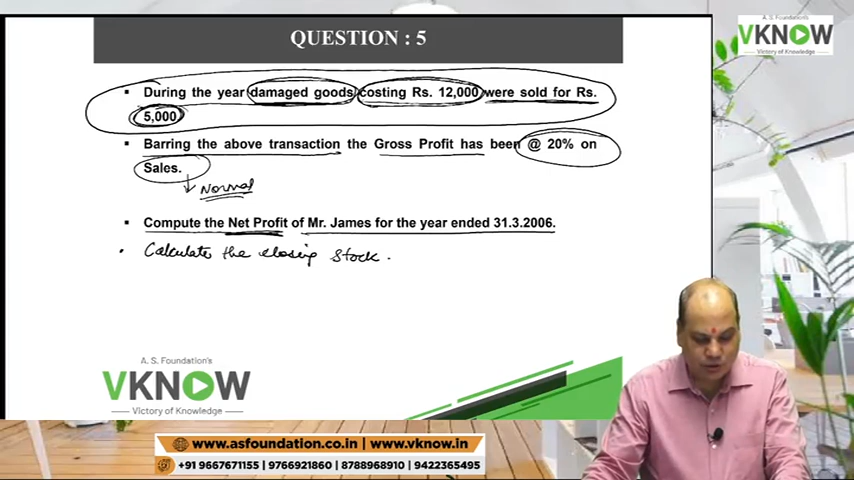 QUESTION : 5
A. S. Foundation's
VKNOW
Victory of Knowledge
During the year damaged goods costing Rs. 12,000 were sold for Rs.
5,000
Barring the above transaction the Gross Profit has been @ 20% on
Sales.
Normal
Compute the Net Profit of Mr. James for the year ended 31.3.2006.
Calculate the closing stock.
A. S. Foundation's
VKNOW
Victory of Knowledge
www.asfoundation.co.in | www.vknow.in
+91 9667671155 | 9766921860 | 8788968910 | 9422365495